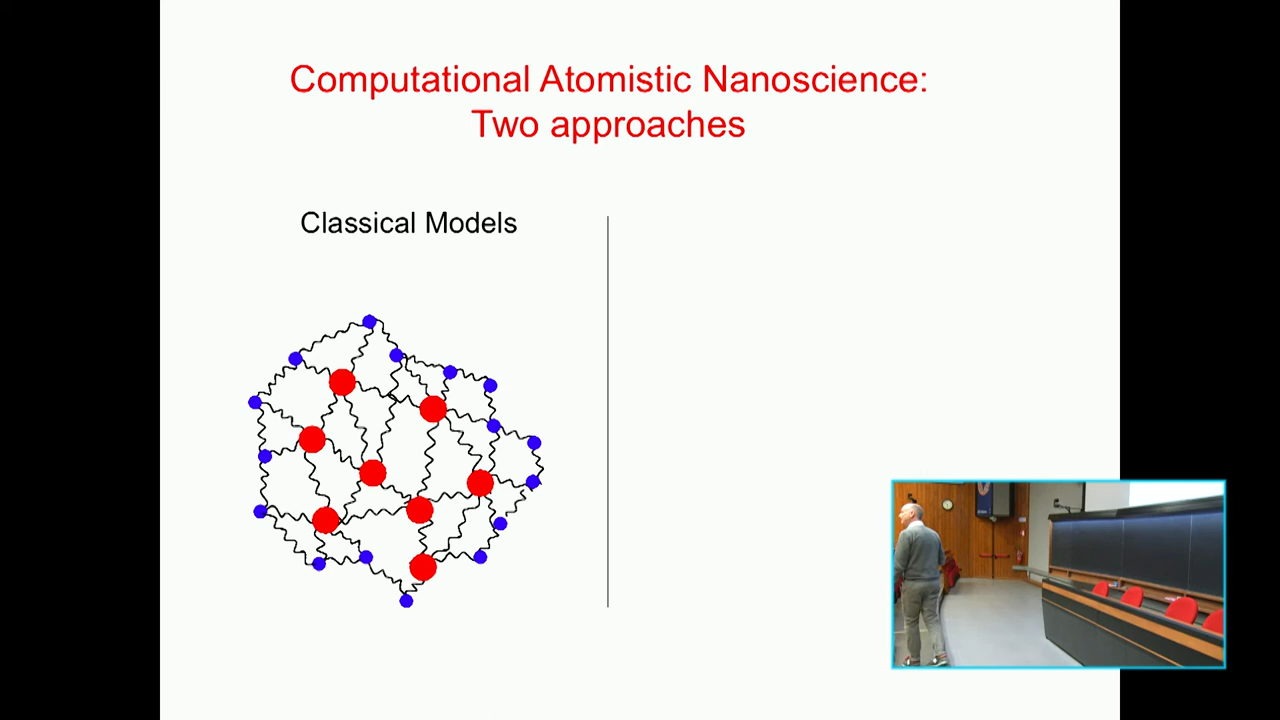 Computational Atomistic Nanoscience:
Two approaches
Classical Models